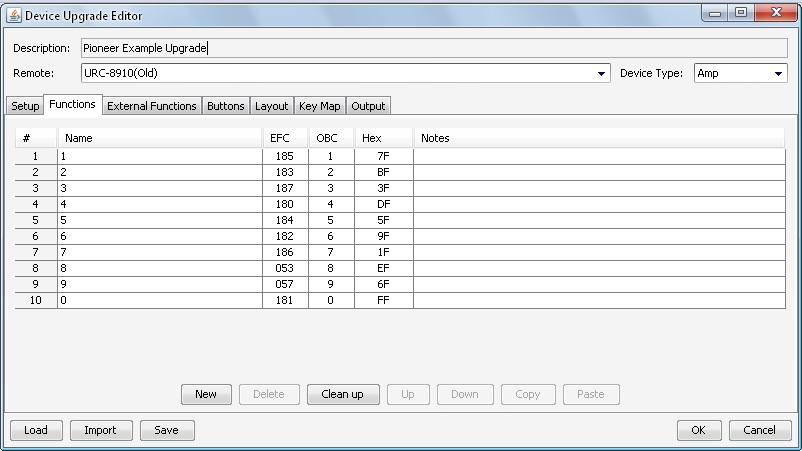 Device Upgrade Editor
Description: Pioneer Example Upgrade
Remote: URC-8910(Old) Device Type: Amp
Setup Functions External Functions Buttons Layout Key Map Output
# Name EFC OBC Hex Notes
1 1 185 1 7F
2 2 183 2 BF
3 3 187 3 3F
4 4 180 4 DF
5 5 184 5 5F
6 6 182 6 9F
7 7 186 7 1F
8 8 053 8 EF
9 9 057 9 6F
10 0 181 0 FF
New Delete Clean up Up Down Copy Paste
Load Import Save OK Cancel